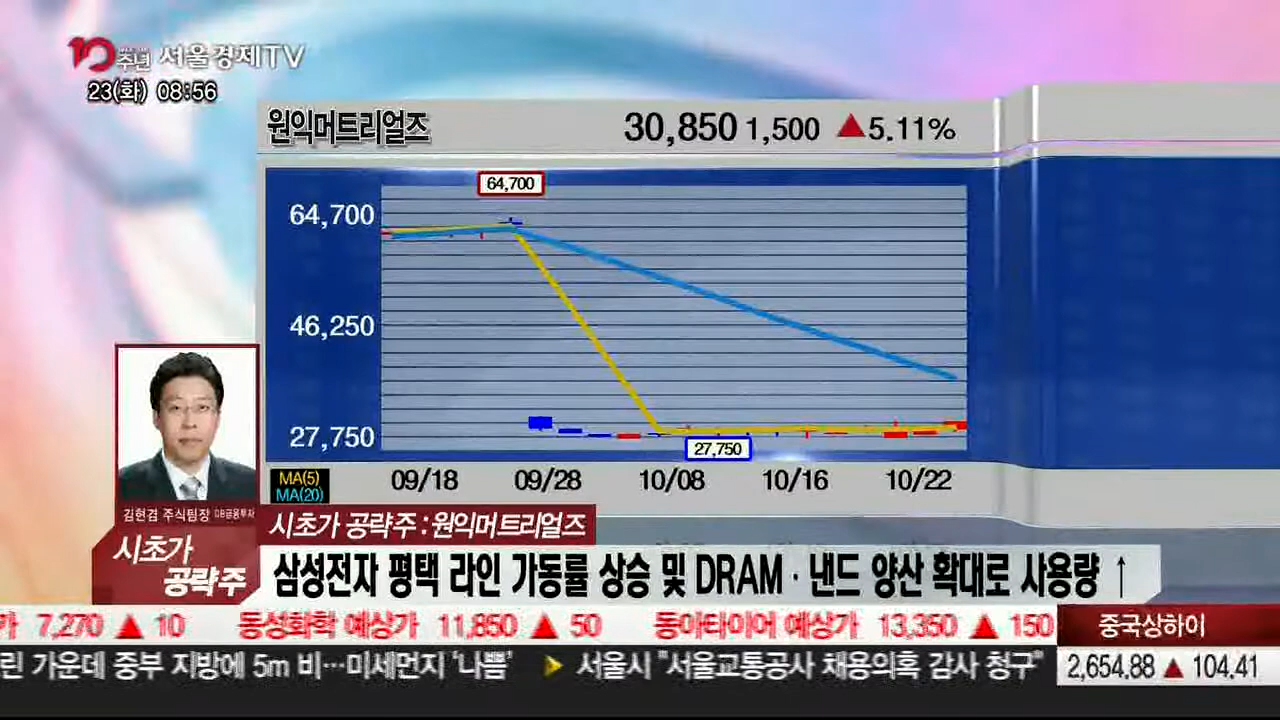 10주년 서울경제TV
23(화) 08:56
원익머트리얼즈 30,850 1,500 ▲5.11%
64,700
64,700
46,250
27,750
27,750
MA(5)
MA(20)
09/18 09/28 10/08 10/16 10/22
김현겸 주식팀장 DB금융투자
시초가 공략주 : 원익머트리얼즈
시초가
공략주
삼성전자 평택 라인 가동률 상승 및 DRAM · 낸드 양산 확대로 사용량 ↑
가 7,270 ▲ 10 동성화학 예상가 11,850 ▲ 50 동아타이어 예상가 13,350 ▲ 150
중국상하이
린 가운데 중부 지방에 5m 비…미세먼지 ‘나쁨’ 서울시 "서울교통공사 채용의혹 감사 청구"
2,654.88 ▲ 104.41